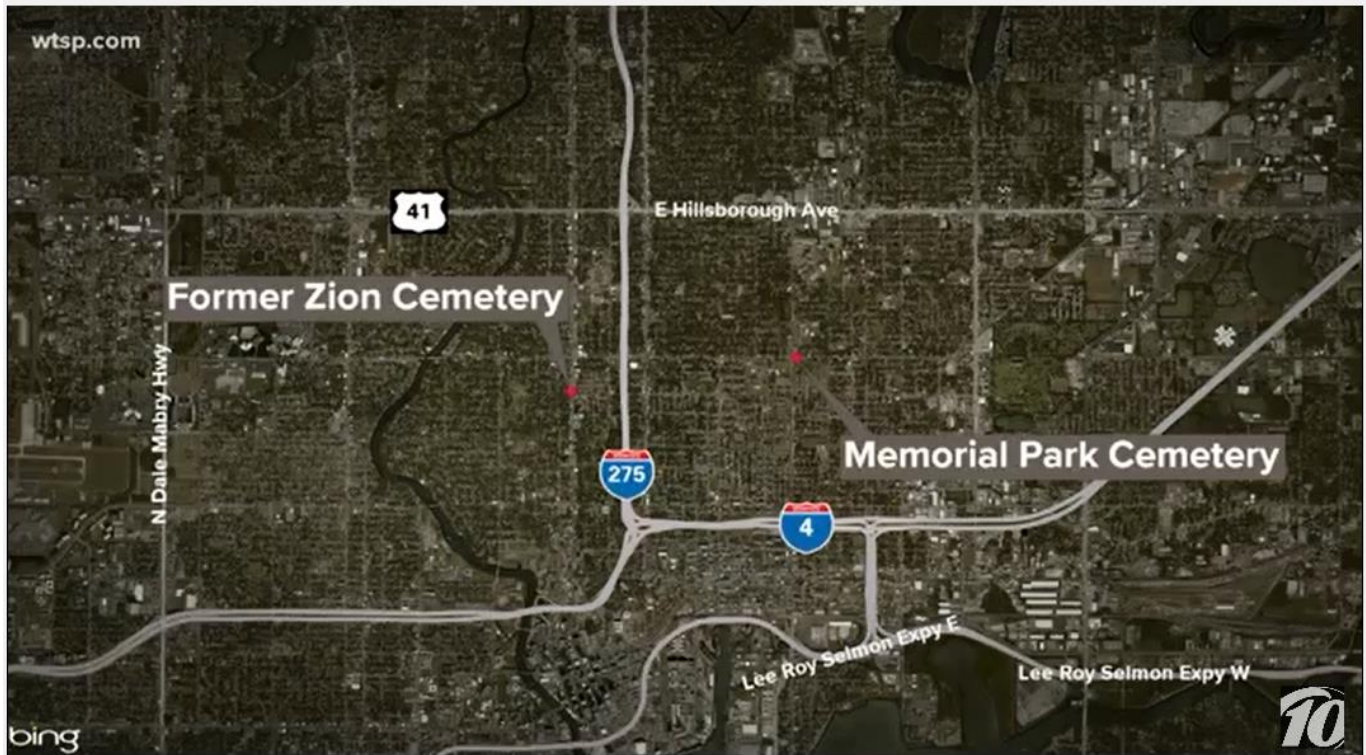 wtsp.com
41
E Hillsborough Ave
Former Zion Cemetery
N Dale Mabry Hwy
Memorial Park Cemetery
275
4
Lee Roy Selmon Expy E
Lee Roy Selmon Expy W
bing
10